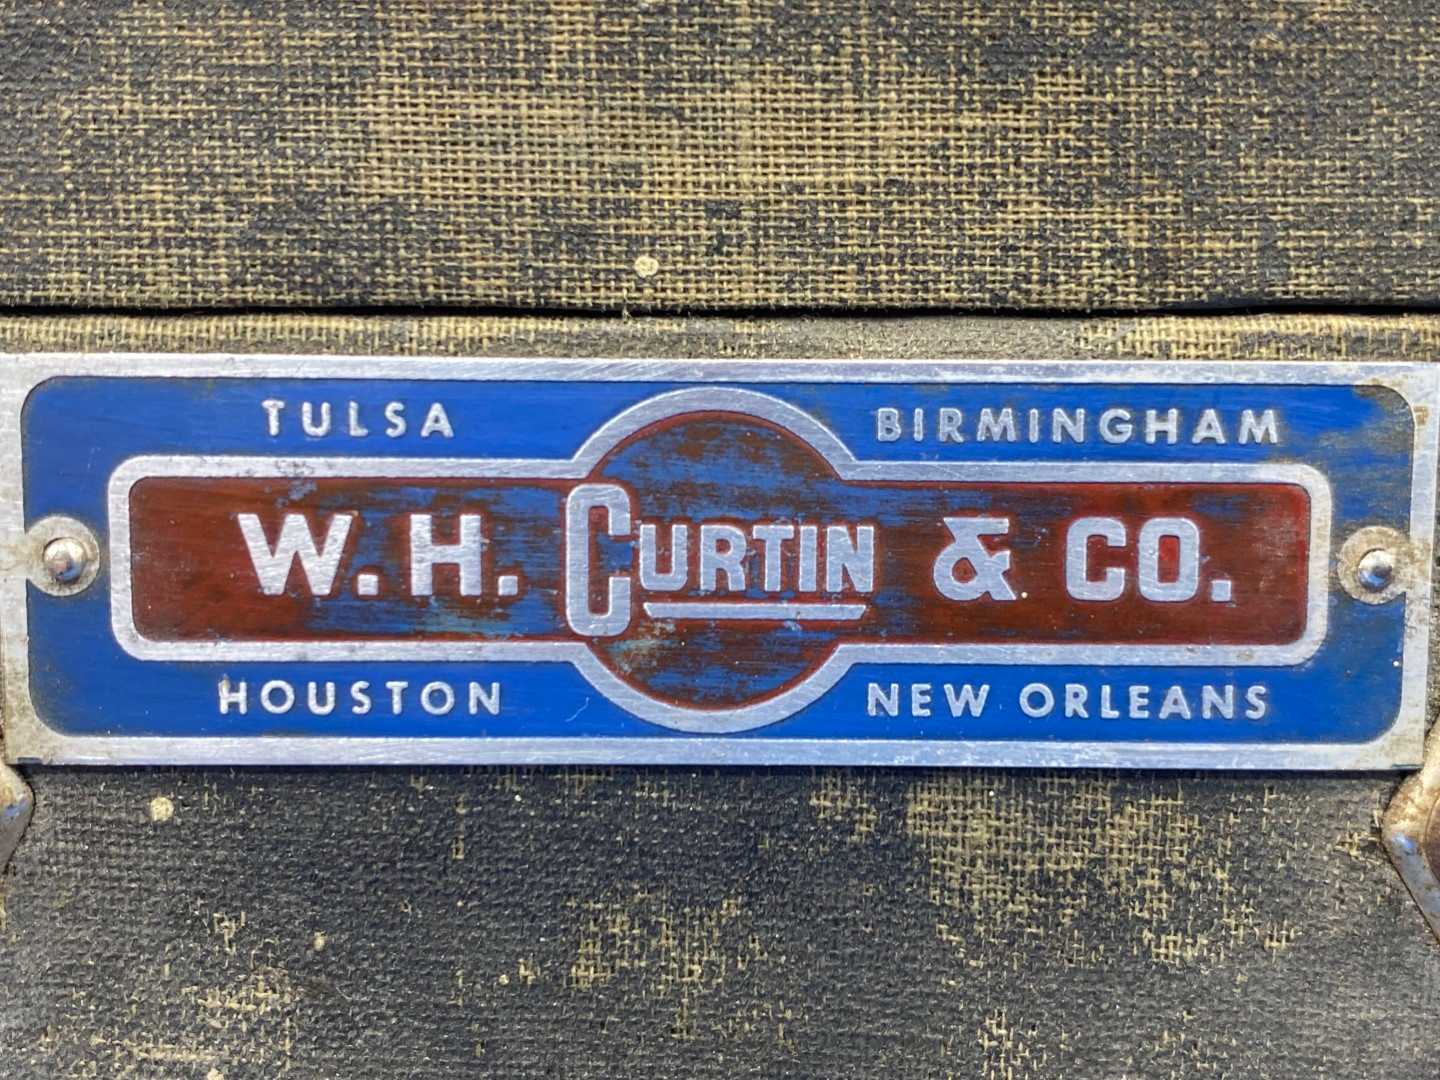 TULSA BIRMINGHAM
W.H. CURTIN & CO.
HOUSTON NEW ORLEANS